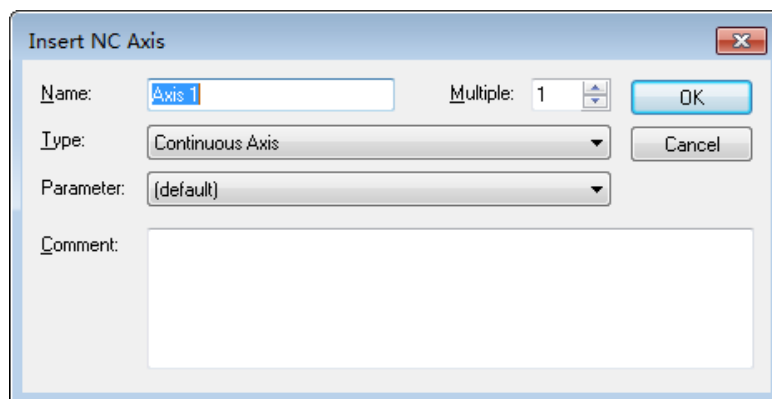 Insert NC Axis
Name: Axis 1 Multiple: 1 OK
Type: Continuous Axis Cancel
Parameter: (default)
Comment: